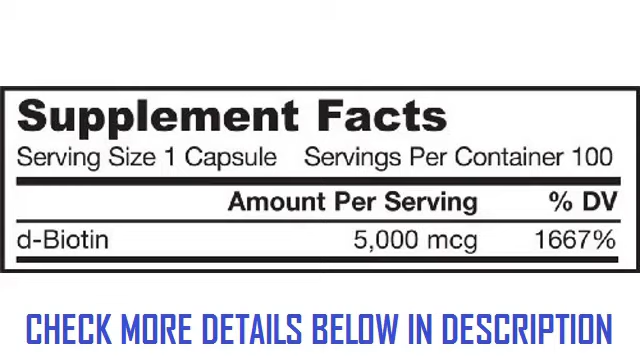 Supplement Facts
Serving Size 1 Capsule Servings Per Container 100
Amount Per Serving % DV
d-Biotin 5,000 mcg 1667%
CHECK MORE DETAILS BELOW IN DESCRIPTION